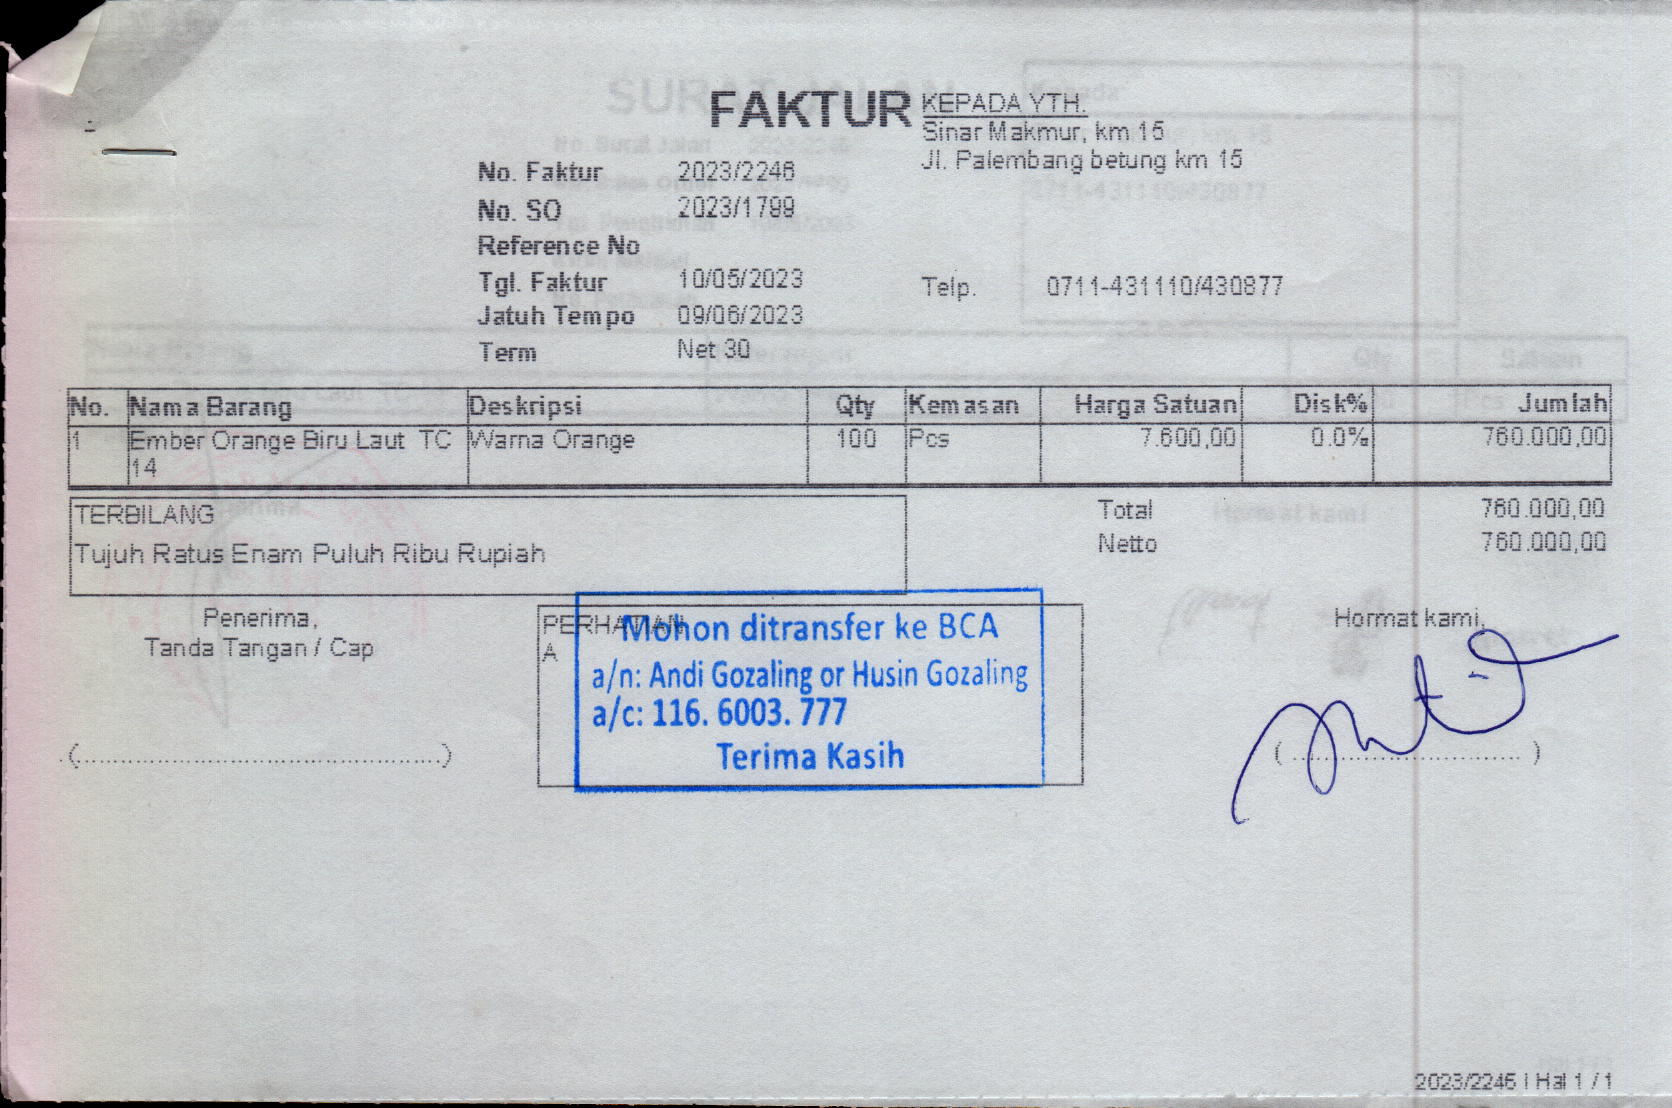 FAKTUR
KEPADA YTH.
Sinar Makmur, km 15
Jl. Palembang betung km 15
No. Faktur 2023/2246
No. SO 2023/1799
Reference No
Tgl. Faktur 10/05/2023
Telp. 0711-431110/430877
Jatuh Tempo 09/06/2023
Term Net 30
No. Nama Barang Deskripsi Qty Kemasan Harga Satuan Disk% Jumlah
1 Ember Orange Biru Laut TC 14 Warna Orange 100 Pcs 7.600,00 0.0% 760.000,00
TERBILANG
Tujuh Ratus Enam Puluh Ribu Rupiah
Total 760.000,00
Netto 760.000,00
Penerima,
Tanda Tangan / Cap
(..............................................)
PERHATIAN
A
Mohon ditransfer ke BCA
a/n: Andi Gozaling or Husin Gozaling
a/c: 116. 6003. 777
Terima Kasih
Hormat kami,
( .............................. )
2023/2246 | Hal 1 / 1